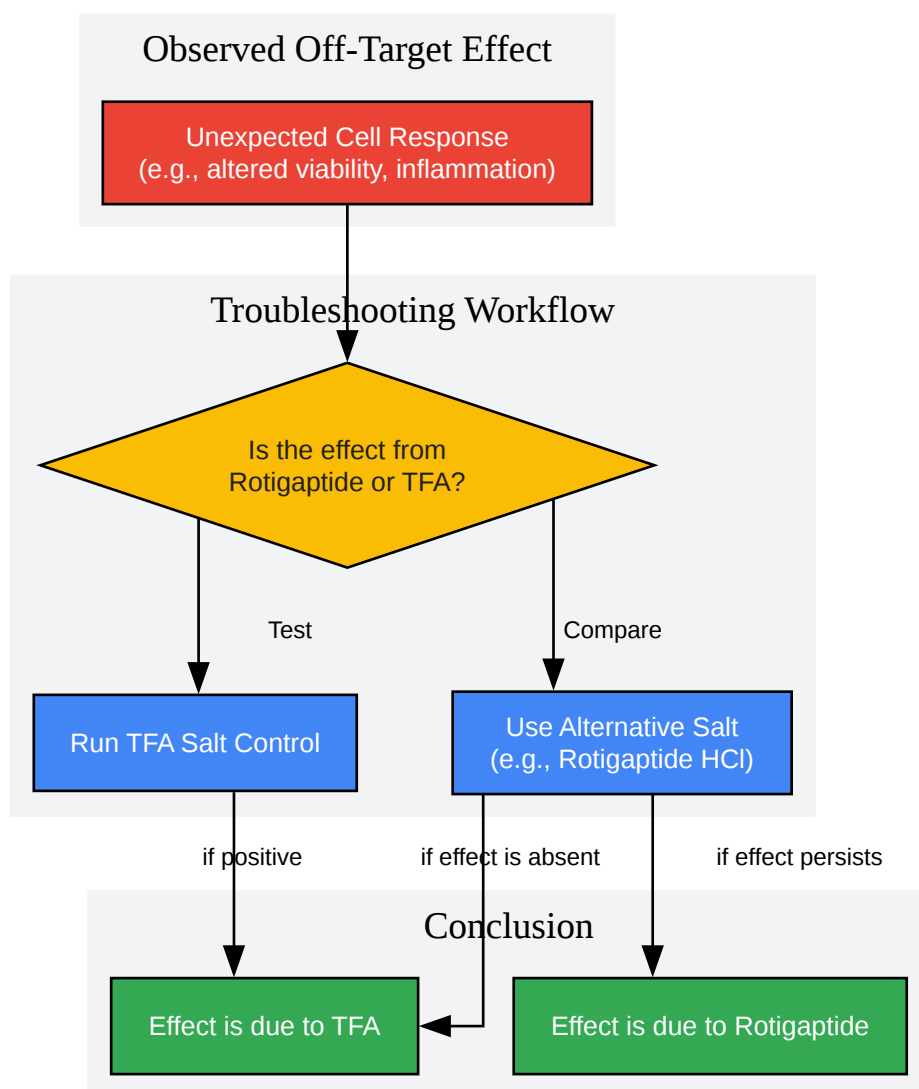 Observed Off-Target Effect
Unexpected Cell Response
(e.g., altered viability, inflammation)
Troubleshooting Workflow
Is the effect from
Rotigaptide or TFA?
Test
Compare
Run TFA Salt Control
Use Alternative Salt
(e.g., Rotigaptide HCl)
if positive
if effect is absent
if effect persists
Conclusion
Effect is due to TFA
Effect is due to Rotigaptide